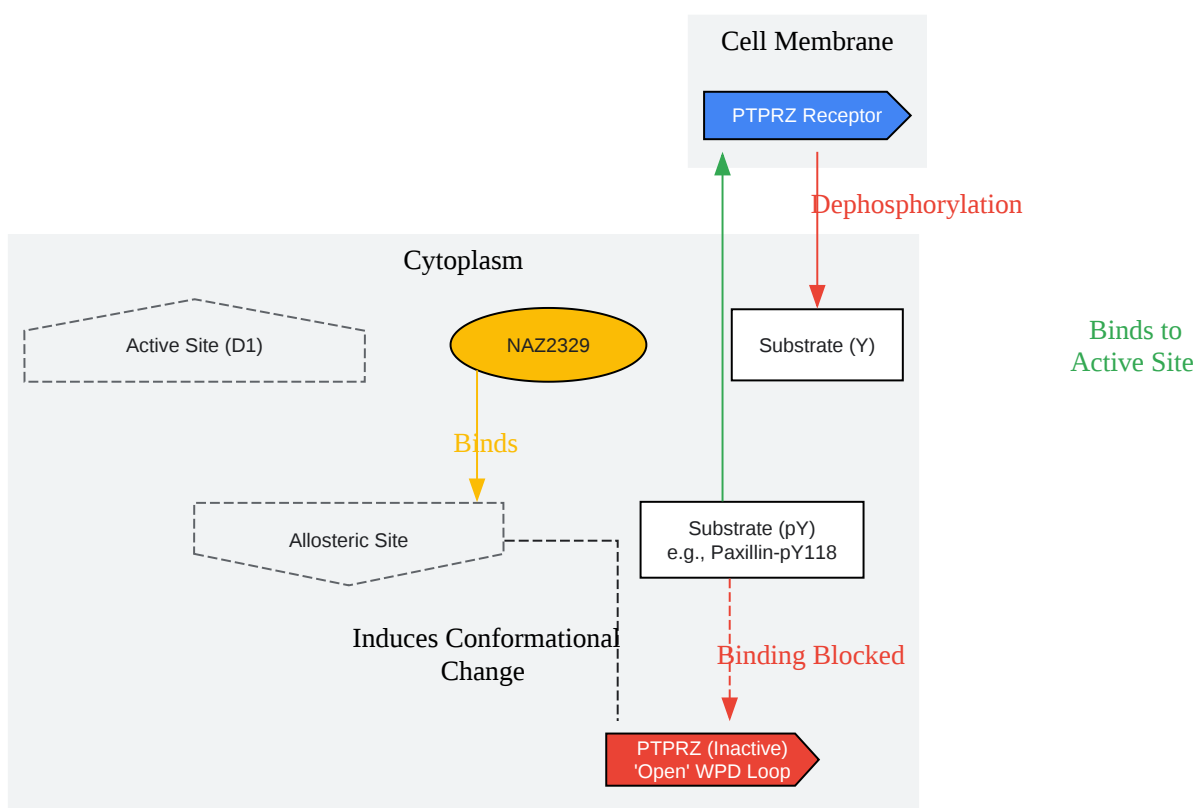 Cell Membrane
PTPRZ Receptor
Dephosphorylation
Cytoplasm
Active Site (D1)
NAZ2329
Substrate (Y)
Binds to
Active Site
Binds
Allosteric Site
Substrate (pY)
e.g., Paxillin-pY118
Induces Conformational
Change
Binding Blocked
PTPRZ (Inactive)
'Open' WPD Loop